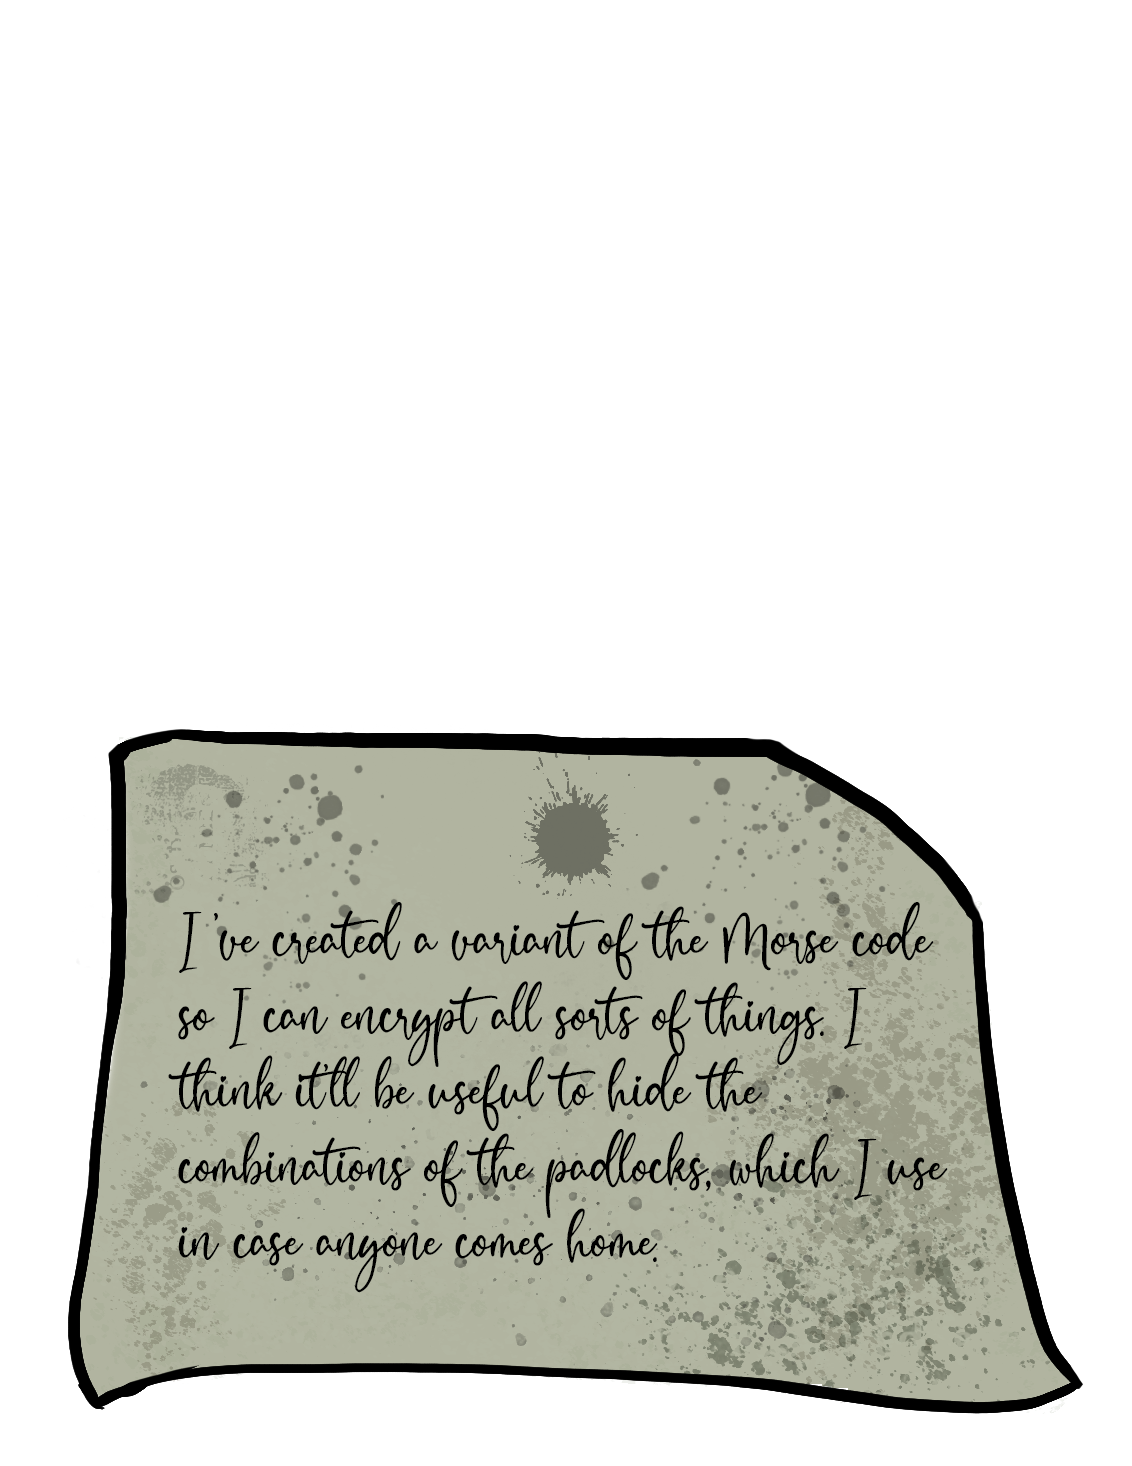 I've created a variant of the Morse code
so I can encrypt all sorts of things. I
think it'll be useful to hide the
combinations of the padlocks, which I use
in case anyone comes home.